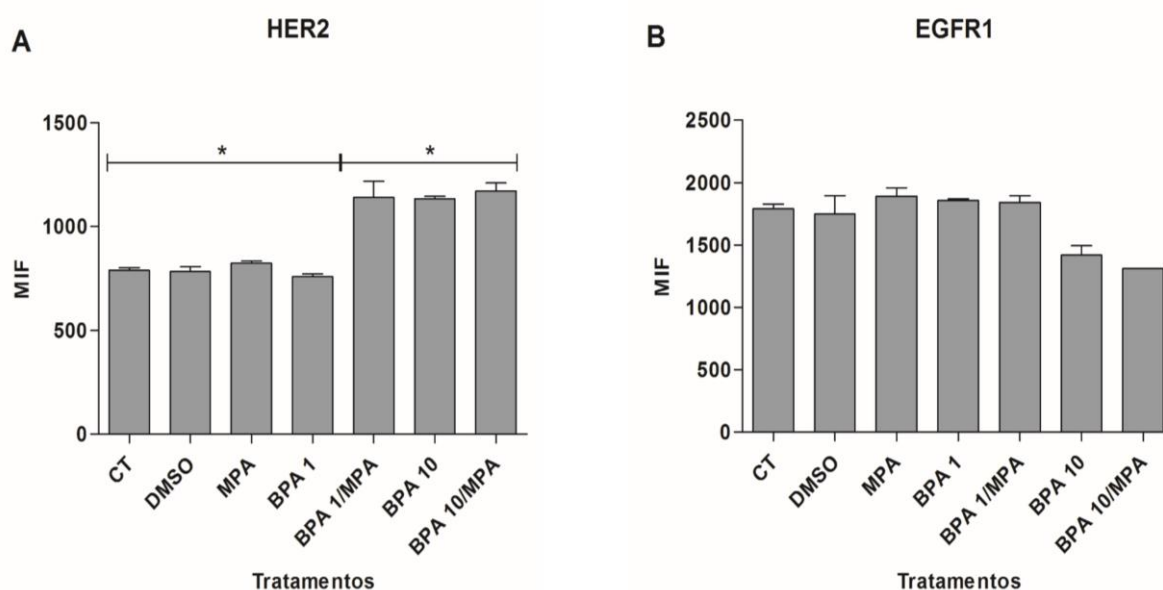 A
HER2
MIF
1500
1000
500
0
*
*
CT
DMSO
MPA
BPA 1
BPA 1/MPA
BPA 10
BPA 10/MPA
Tratamentos
B
EGFR1
MIF
2500
2000
1500
1000
500
0
CT
DMSO
MPA
BPA 1
BPA 1/MPA
BPA 10
BPA 10/MPA
Tratamentos